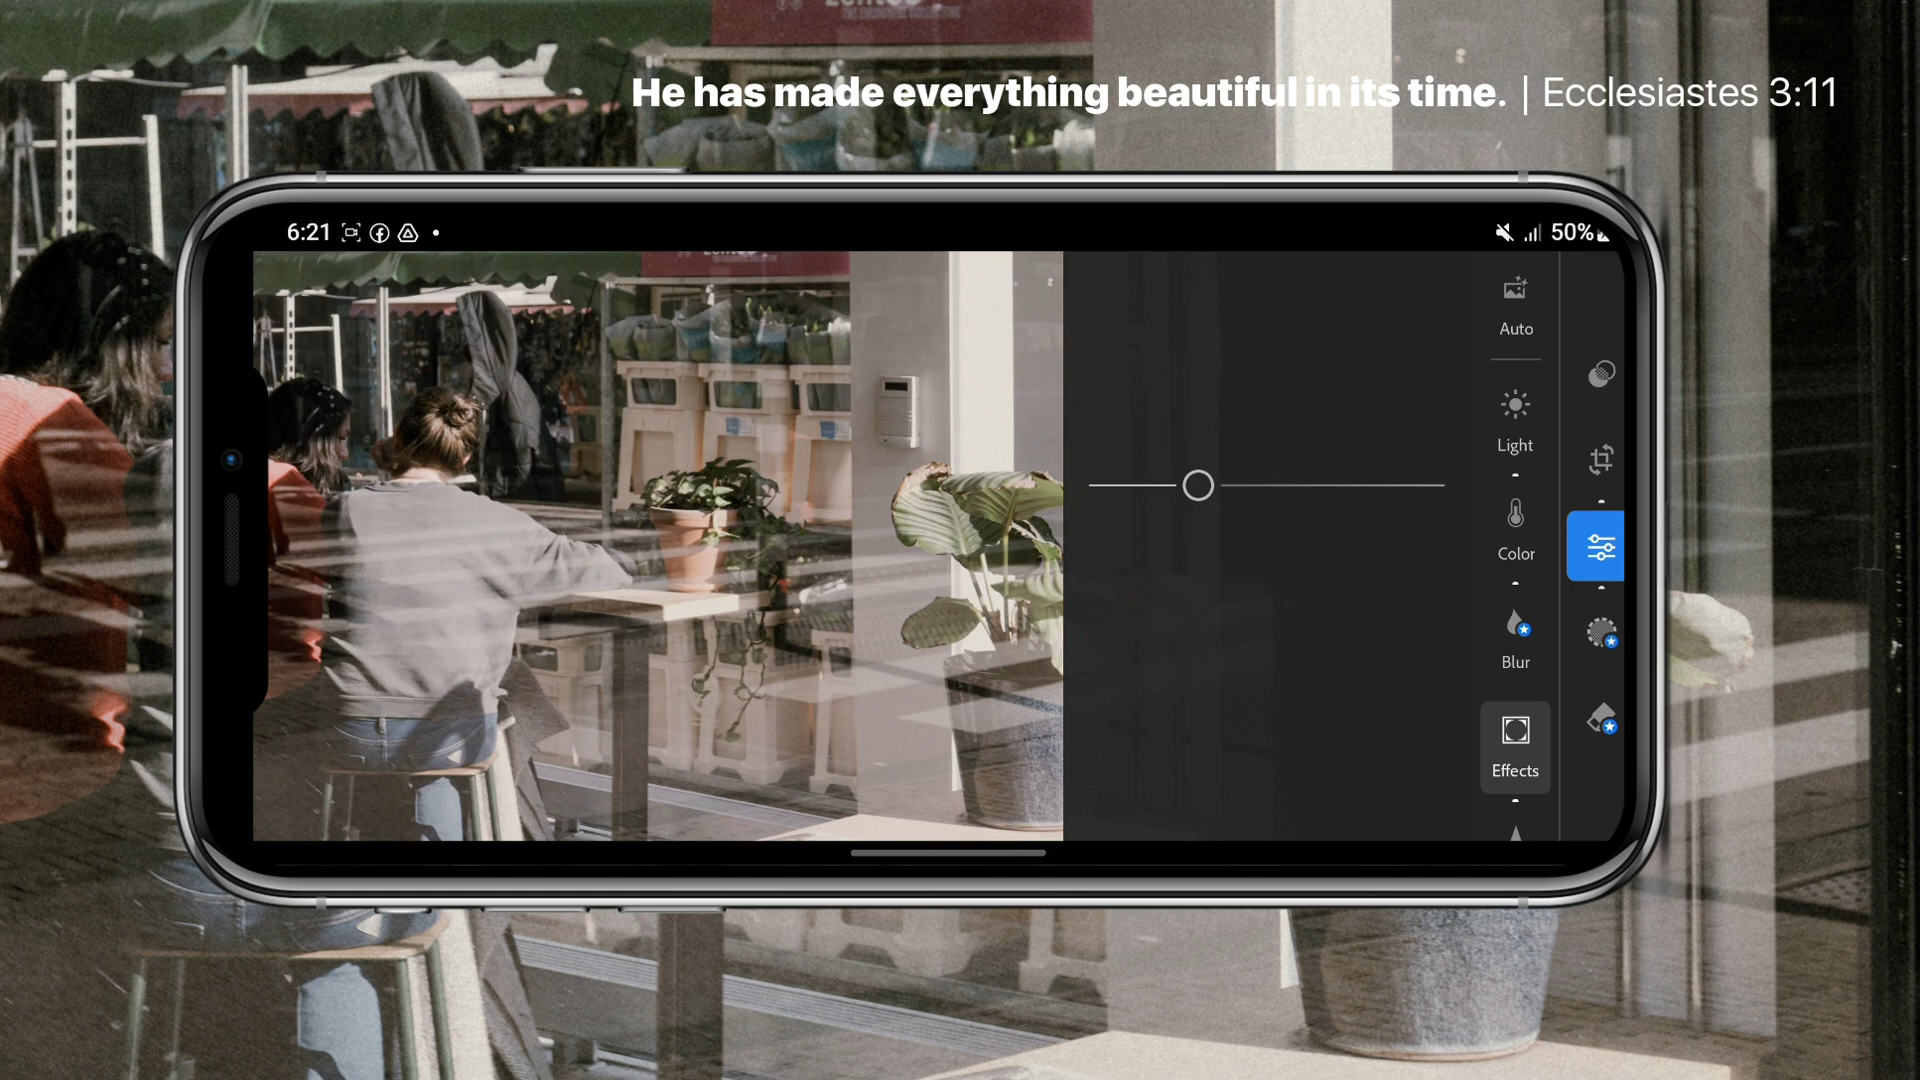 He has made everything beautiful in its time. | Ecclesiastes 3:11
6:21
50%
Auto
Light
Color
Blur
Effects